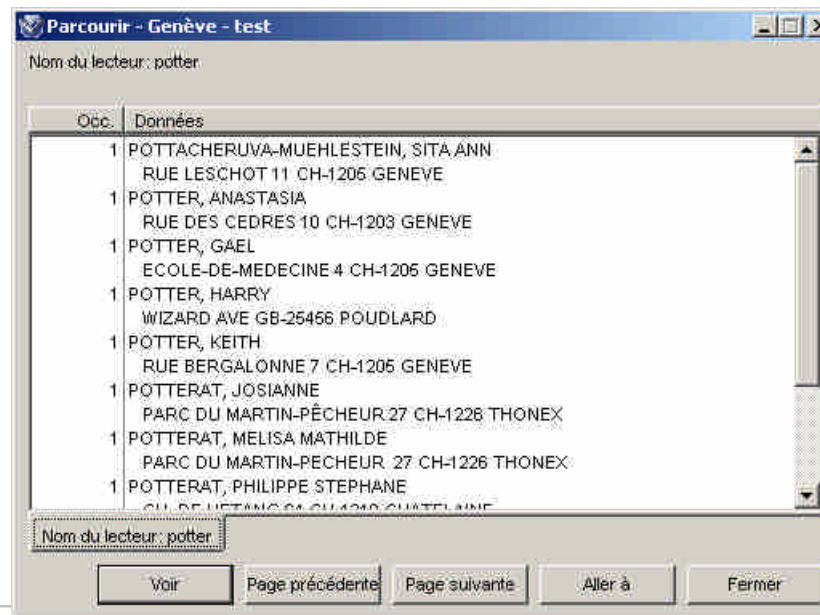 Parcourir - Genève - test
Nom du lecteur: potter
Occ. Données
1 POTTACHERUVA-MUEHLESTEIN, SITA ANN
RUE LESCHOT 11 CH-1205 GENEVE
1 POTTER, ANASTASIA
RUE DES CEDRES 10 CH-1203 GENEVE
1 POTTER, GAEL
ECOLE-DE-MEDECINE 4 CH-1205 GENEVE
1 POTTER, HARRY
WIZARD AVE GB-25456 POUDLARD
1 POTTER, KEITH
RUE BERGALONNE 7 CH-1205 GENEVE
1 POTTERAT, JOSIANNE
PARC DU MARTIN-PÊCHEUR 27 CH-1226 THONEX
1 POTTERAT, MELISA MATHILDE
PARC DU MARTIN-PECHEUR 27 CH-1226 THONEX
1 POTTERAT, PHILIPPE STEPHANE
Nom du lecteur: potter
Voir Page précédente Page suivante Aller à Fermer